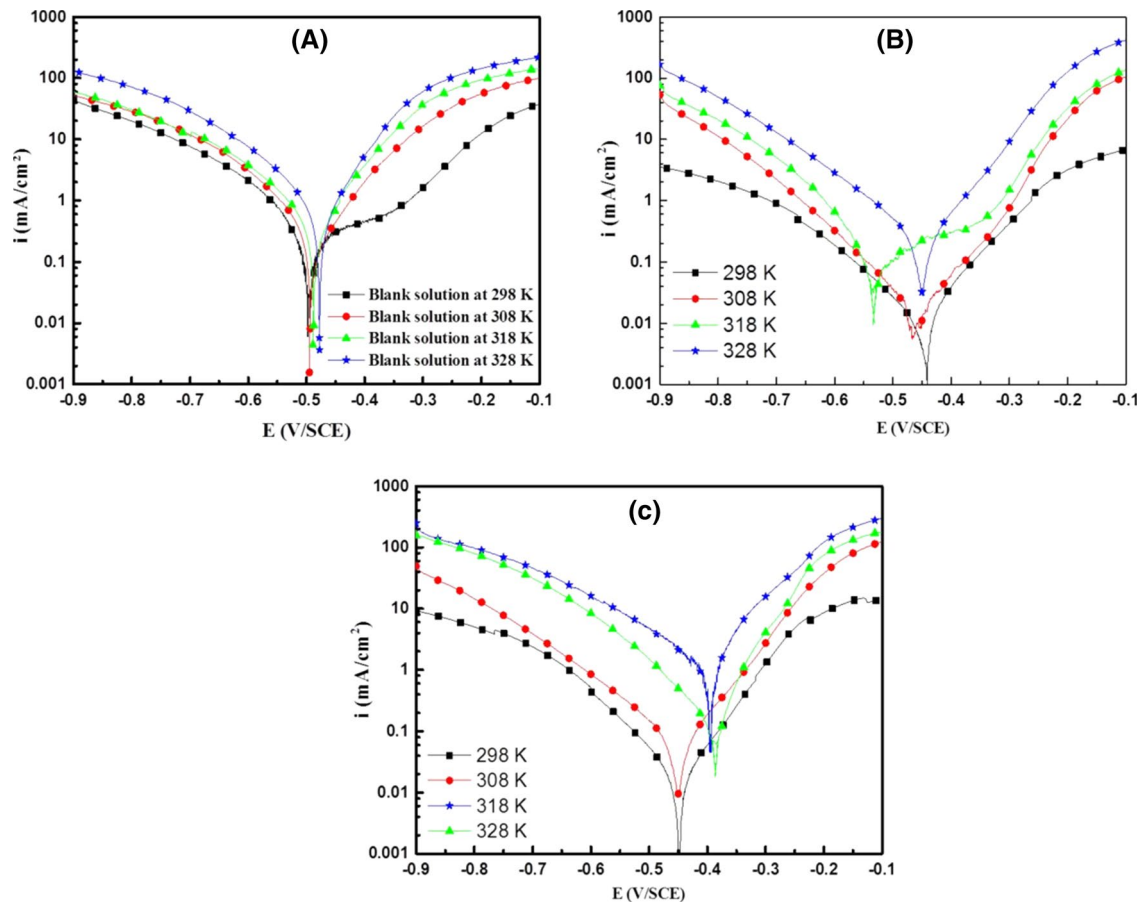 (A)
i (mA/cm²)
1000
100
10
1
0.1
0.01
0.001
Blank solution at 298 K
Blank solution at 308 K
Blank solution at 318 K
Blank solution at 328 K
-0.9 -0.8 -0.7 -0.6 -0.5 -0.4 -0.3 -0.2 -0.1
E (V/SCE)
(B)
i (mA/cm²)
1000
100
10
1
0.1
0.01
0.001
298 K
308 K
318 K
328 K
-0.9 -0.8 -0.7 -0.6 -0.5 -0.4 -0.3 -0.2 -0.1
E (V/SCE)
(c)
i (mA/cm²)
1000
100
10
1
0.1
0.01
0.001
298 K
308 K
318 K
328 K
-0.9 -0.8 -0.7 -0.6 -0.5 -0.4 -0.3 -0.2 -0.1
E (V/SCE)